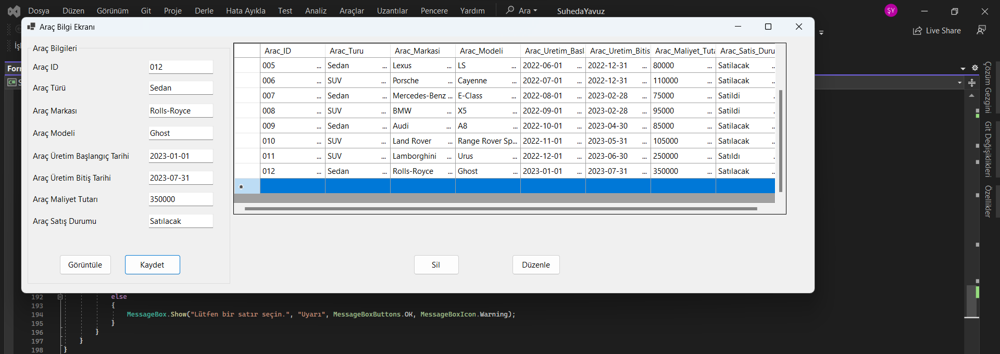 Dosya Düzen Görünüm Git Proje Derle Hata Ayıkla Test Analiz Araçlar Uzantılar Pencere Yardım Ara SuhedaYavuz ŞY
Live Share
Araç Bilgi Ekranı
Araç Bilgileri
Araç ID 012
Araç Türü Sedan
Araç Markası Rolls-Royce
Araç Modeli Ghost
Araç Üretim Başlangıç Tarihi 2023-01-01
Araç Üretim Bitiş Tarihi 2023-07-31
Araç Maliyet Tutarı 350000
Araç Satış Durumu Satılacak
Görüntüle Kaydet
Arac_ID Arac_Turu Arac_Markasi Arac_Modeli Arac_Uretim_Basl Arac_Uretim_Bitis Arac_Maliyet_Tuta Arac_Satis_Duru
005 ... Sedan ... Lexus ... LS ... 2022-06-01 ... 2022-12-31 ... 80000 ... Satilacak ..
006 ... SUV ... Porsche ... Cayenne ... 2022-07-01 ... 2022-12-31 ... 110000 ... Satilacak ..
007 ... Sedan ... Mercedes-Benz ... E-Class ... 2022-08-01 ... 2023-02-28 ... 75000 ... Satildi .
008 ... SUV ... BMW ... X5 ... 2022-09-01 ... 2023-02-28 ... 95000 ... Satildi .
009 ... Sedan ... Audi ... A8 ... 2022-10-01 ... 2023-04-30 ... 85000 ... Satilacak ..
010 ... SUV ... Land Rover ... Range Rover Sp... 2022-11-01 ... 2023-05-31 ... 105000 ... Satılacak ..
011 ... SUV ... Lamborghini ... Urus ... 2022-12-01 ... 2023-06-30 ... 250000 ... Satıldı .
012 ... Sedan ... Rolls-Royce ... Ghost ... 2023-01-01 ... 2023-07-31 ... 350000 ... Satılacak ..
Sil Düzenle
İşl
Forr
C# S
Çözüm Gezgini
Git Değişiklikleri
Özellikler
192 else
193 {
194 MessageBox.Show("Lütfen bir satır seçin.", "Uyarı", MessageBoxButtons.OK, MessageBoxIcon.Warning);
195 }
196 }
197 }
198 }